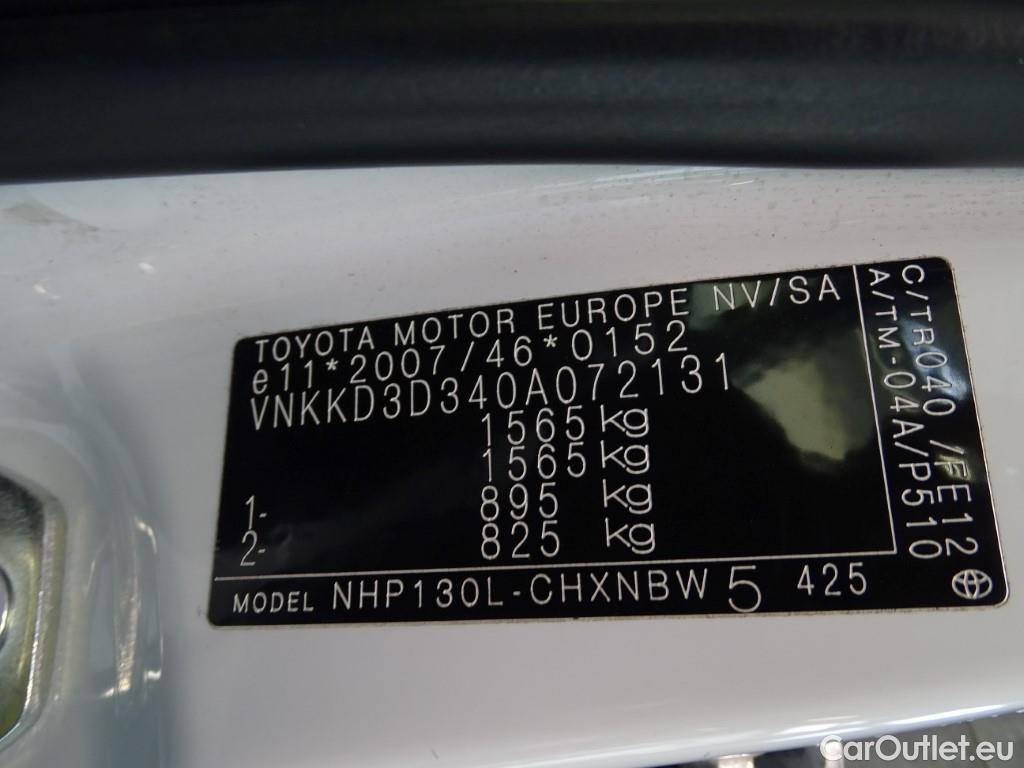 TOYOTA MOTOR EUROPE NV/SA
e11*2007/46*0152
VNKKD3D340A072131
1565 kg
1565 kg
1- 895 kg
2- 825 kg
C/TR040/FE12
A/TM-04A/P510
MODEL NHP130L-CHXNBW 5 425
CarOutlet.eu